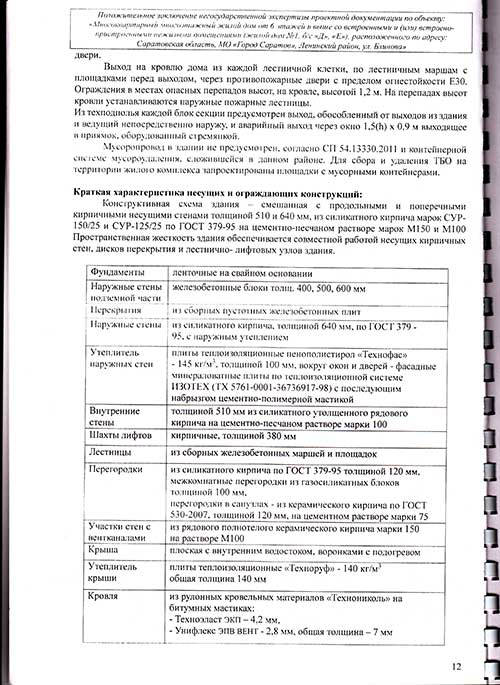 Положительное заключение негосударственной экспертизы проектной документации по объекту:
«Многоквартирный многоэтажный жилой дом от 6 этажей и выше со встроенными и (или) встроено-
пристроенными нежилыми помещениями (жилой дом №1, б/с «Д», «Е»), расположенного по адресу:
Саратовская область, МО «Город Саратов», Ленинский район, ул. Блинова»
двери.
Выход на кровлю дома из каждой лестничной клетки, по лестничным маршам с
площадками перед выходом, через противопожарные двери с пределом огнестойкости Е30.
Ограждения в местах опасных перепадов высот, на кровле, высотой 1,2 м. На перепадах высот
кровли устанавливаются наружные пожарные лестницы.
Из техподполья каждой блок секции предусмотрен выход, обособленный от выходов из здания
и ведущий непосредственно наружу, и аварийный выход через окно 1,5(h) x 0,9 м выходящее
в приямок, оборудованный стремянкой.
Мусоропровод в здании не предусмотрен, согласно СП 54.13330.2011 и контейнерной
системе мусороудаления, сложившейся в данном районе. Для сбора и удаления ТБО на
территории жилого комплекса запроектированы площадки с мусорными контейнерами.
Краткая характеристика несущих и ограждающих конструкций:
Конструктивная схема здания – смешанная с продольными и поперечными
кирпичными несущими стенами толщиной 510 и 640 мм, из силикатного кирпича марок СУР-
150/25 и СУР-125/25 по ГОСТ 379-95 на цементно-песчаном растворе марок М150 и М100
Пространственная жесткость здания обеспечивается совместной работой несущих кирпичных
стен, дисков перекрытия и лестнично- лифтовых узлов здания.
Фундаменты ленточные на свайном основании
Наружные стены железобетонные блоки толщ. 400, 500, 600 мм
подземной части
Перекрытия из сборных пустотных железобетонных плит
Наружные стены из силикатного кирпича, толщиной 640 мм, по ГОСТ 379 -
95, с наружным утеплением
Утеплитель плиты теплоизоляционные пенополистирол «Технофас»
наружных стен - 145 кг/м³, толщиной 100 мм, вокруг окон и дверей - фасадные
минераловатные плиты по теплоизоляционной системе
ИЗОТЕХ (ТХ 5761-0001-36736917-98) с последующим
набрызгом цементно-полимерной мастикой
Внутренние толщиной 510 мм из силикатного утолщенного рядового
стены кирпича на цементно-песчаном растворе марки 100
Шахты лифтов кирпичные, толщиной 380 мм
Лестницы из сборных железобетонных маршей и площадок
Перегородки из силикатного кирпича по ГОСТ 379-95 толщиной 120 мм,
межкомнатные перегородки из газосиликатных блоков
толщиной 100 мм,
перегородки в санузлах - из керамического кирпича по ГОСТ
530-2007, толщиной 120 мм, на цементном растворе марки 75
Участки стен с из рядового полнотелого керамического кирпича марки 150
вентканалами на растворе М100
Крыша плоская с внутренним водостоком, воронками с подогревом
Утеплитель плиты теплоизоляционные «Техноруф» - 140 кг/м³
крыши общая толщина 140 мм
Кровля из рулонных кровельных материалов «Технониколь» на
битумных мастиках:
- Техноэласт ЭКП – 4,2 мм,
- Унифлекс ЭПВ ВЕНТ - 2,8 мм, общая толщина – 7 мм
12